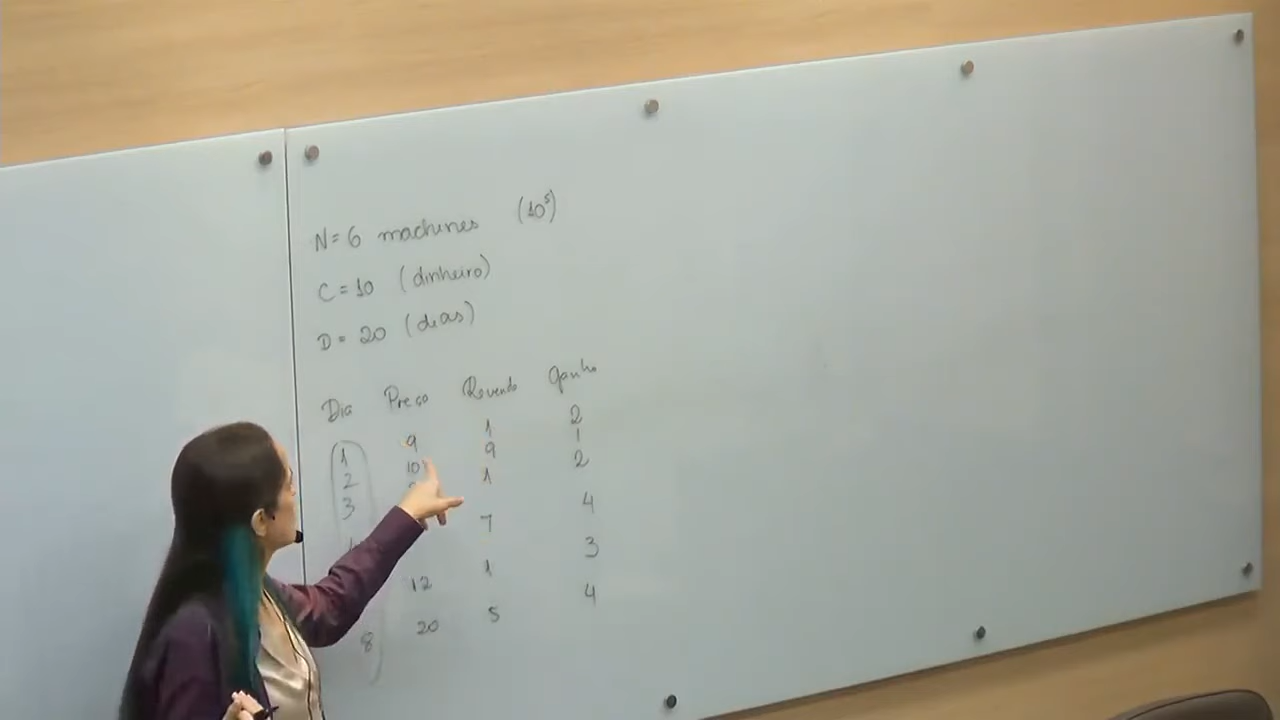 N=6 machines (10⁵)
C=10 (dinheiro)
D=20 (dias)
Dia Preço Revenda Ganho
1 9 1 2
2 10 9 1
3 1 2
7 4
12 1 3
8 20 5 4